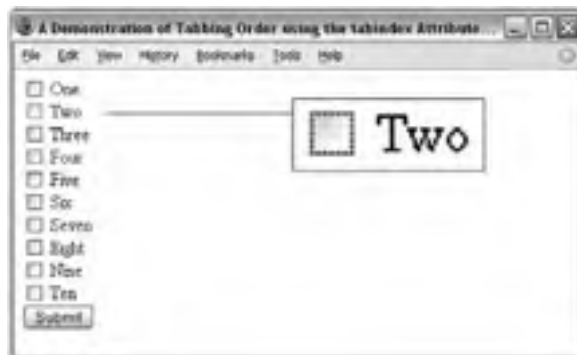 A Demonstration of Tabbing Order using the tabindex Attribute...
File Edit View History Bookmarks Tools Help
One
Two
Two
Three
Four
Five
Six
Seven
Eight
Nine
Ten
Submit